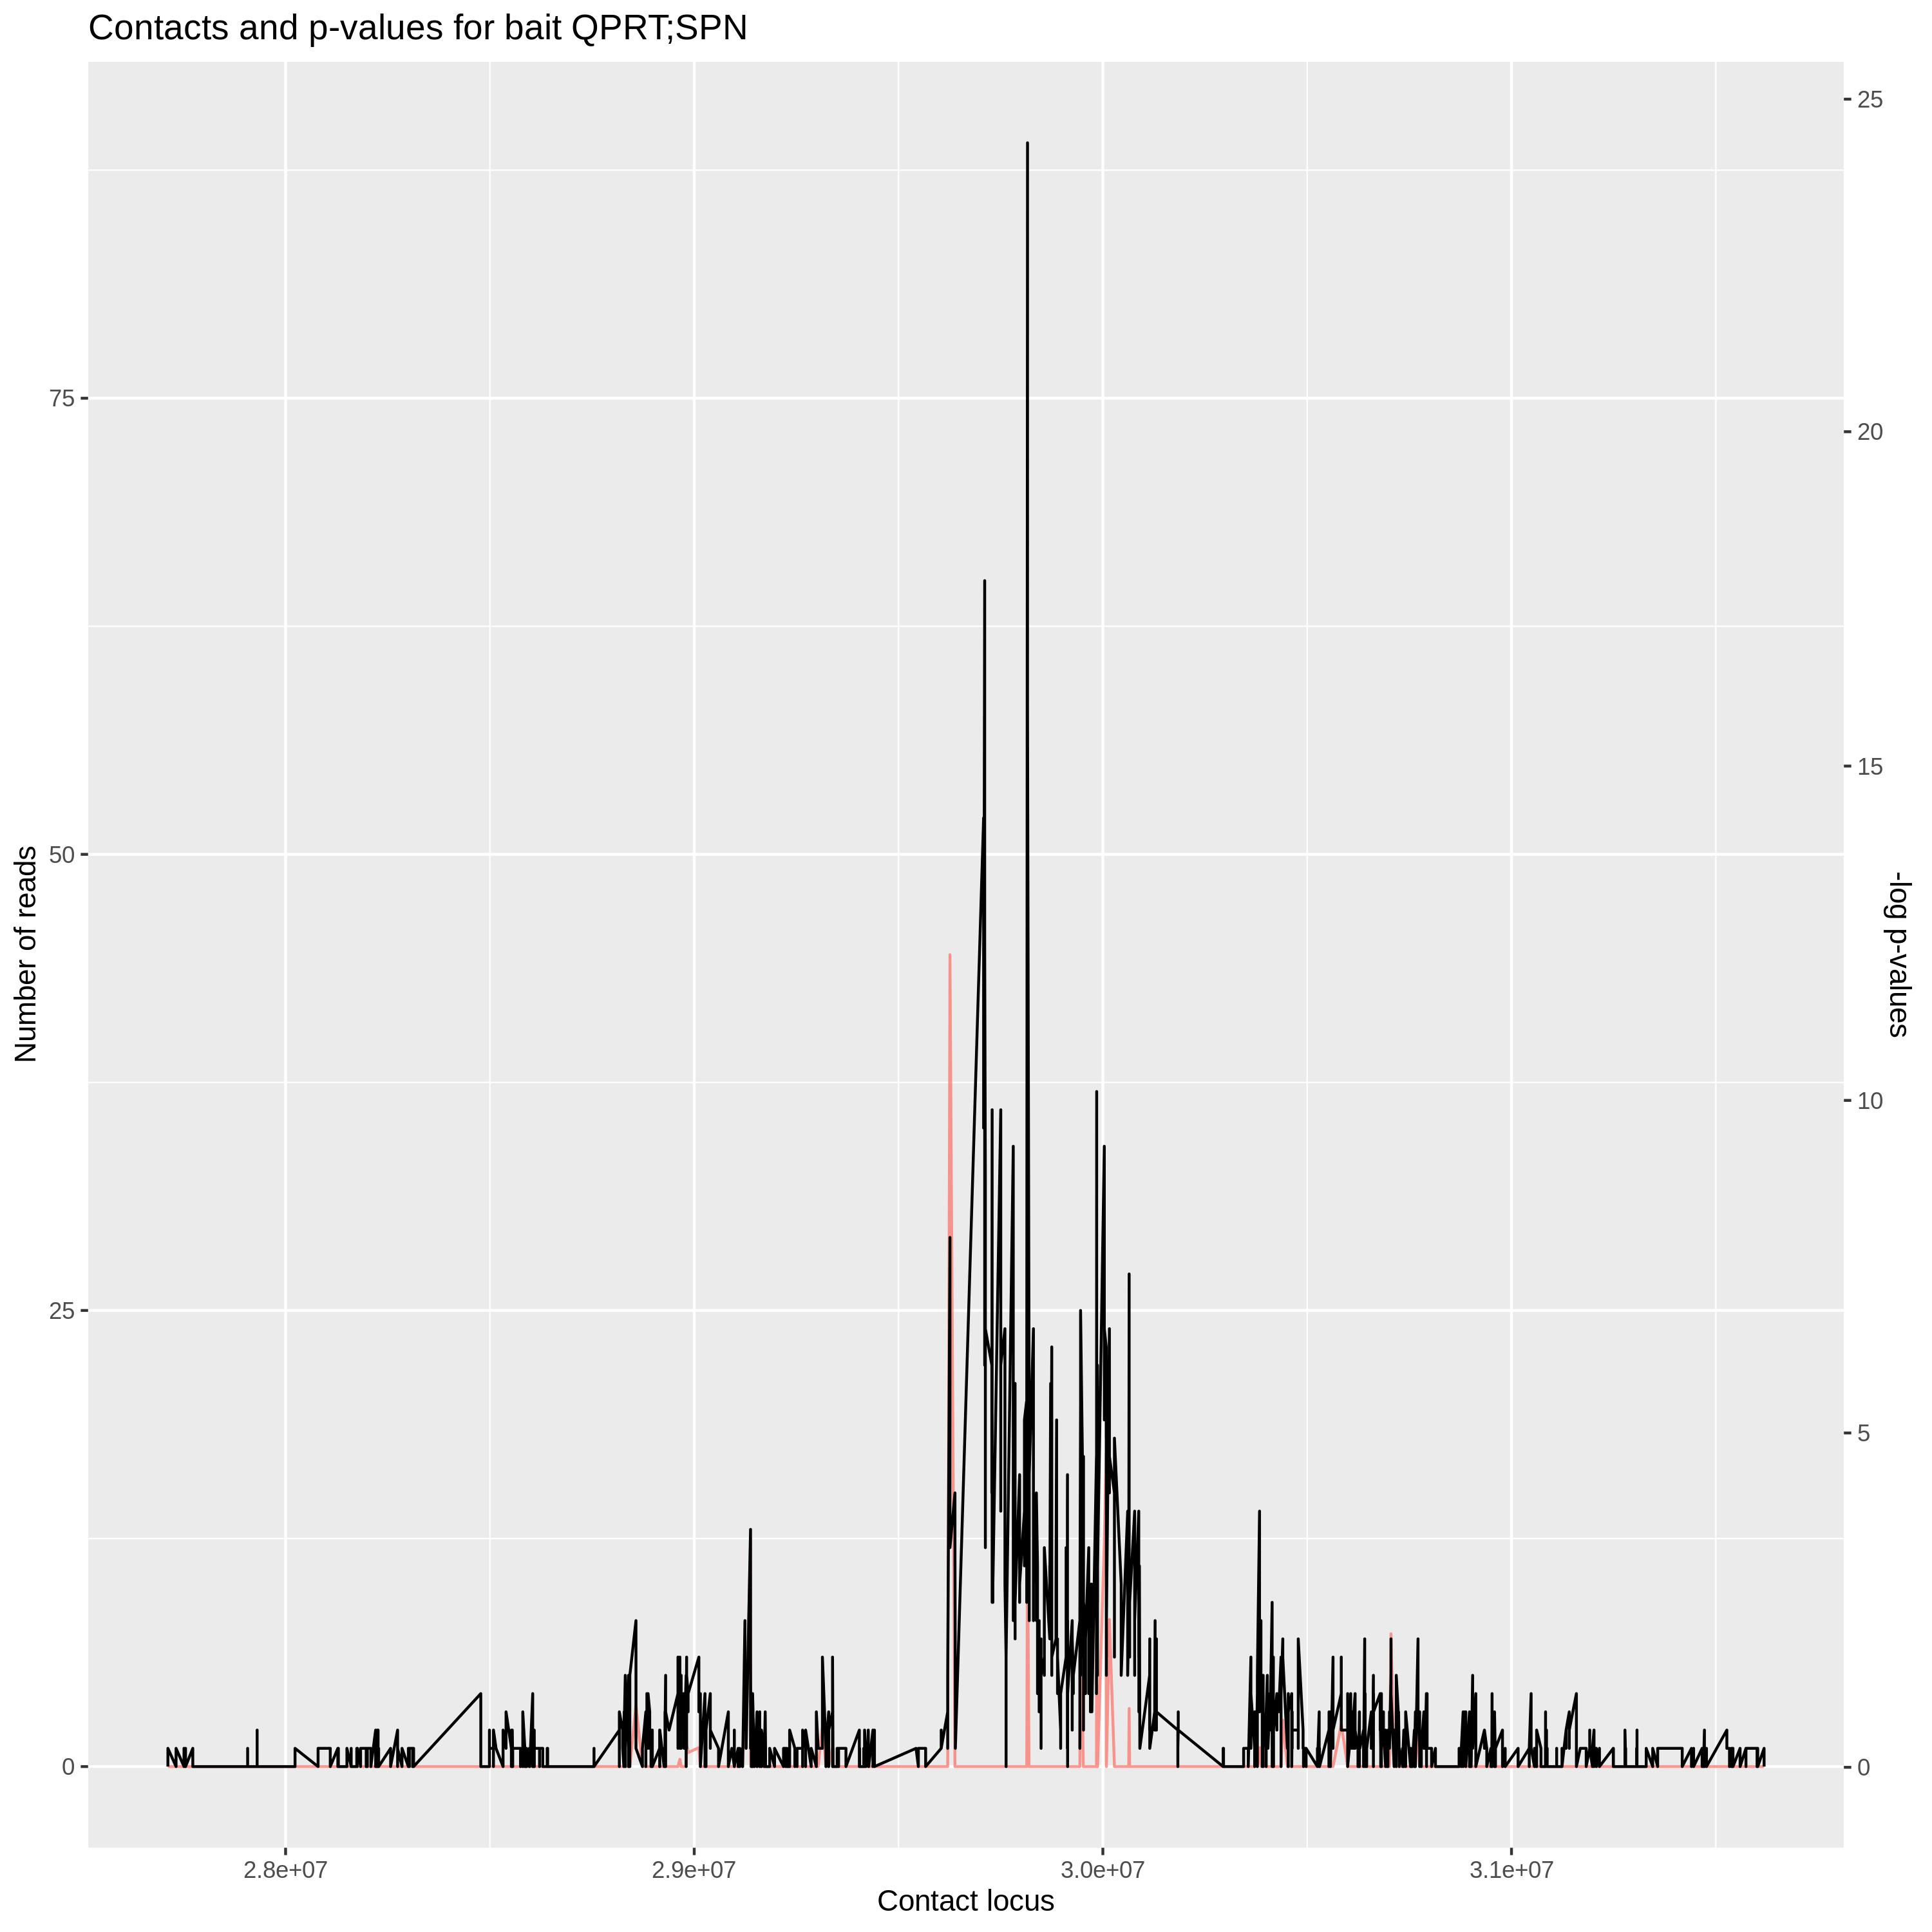 Contacts and p-values for bait QPRT;SPN
25
75
20
15
50
Number of reads
-log p-values
10
25
5
0
0
2.8e+07
2.9e+07
3.0e+07
3.1e+07
Contact locus